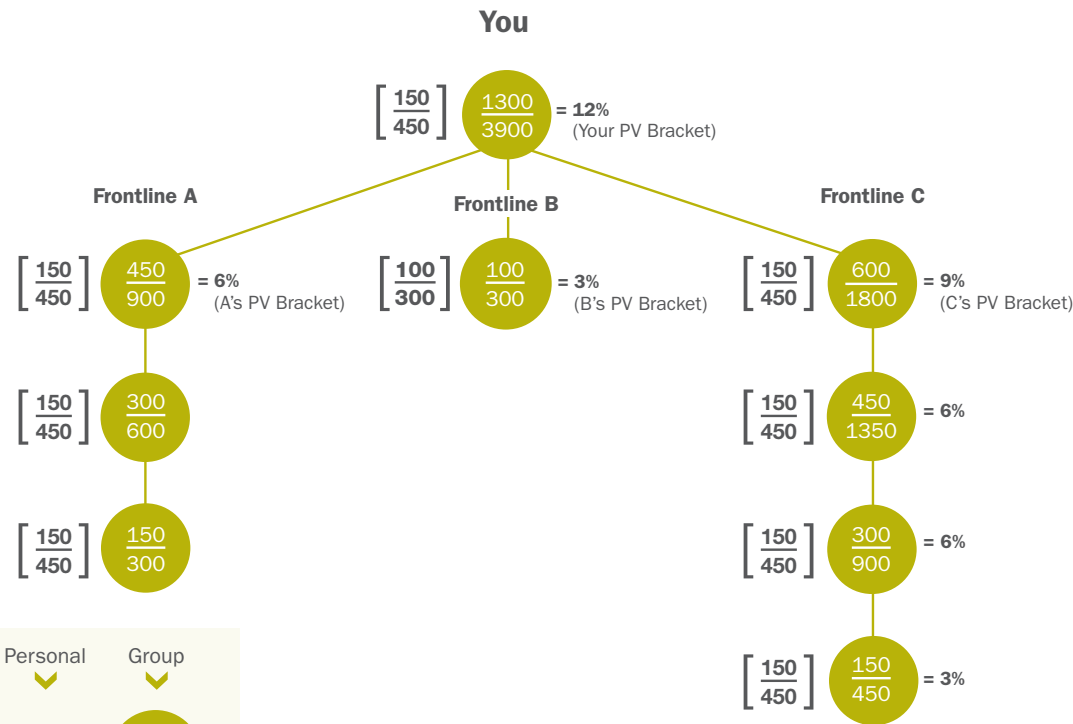 You
[150/450] 1300/3900 = 12%
(Your PV Bracket)
Frontline A
Frontline B
Frontline C
[150/450] 450/900 = 6%
(A's PV Bracket)
[100/300] 100/300 = 3%
(B's PV Bracket)
[150/450] 600/1800 = 9%
(C's PV Bracket)
[150/450] 300/600
[150/450] 450/1350 = 6%
[150/450] 150/300
[150/450] 300/900 = 6%
Personal Group
[150/450] 150/450 = 3%